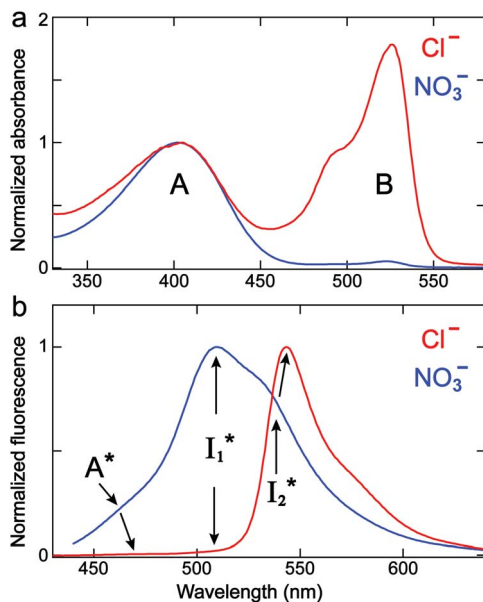 a
Normalized absorbance
2
1
0
Cl⁻
NO₃⁻
A
B
350 400 450 500 550
b
Normalized fluorescence
1
0
Cl⁻
NO₃⁻
A*
I₁*
I₂*
450 500 550 600
Wavelength (nm)